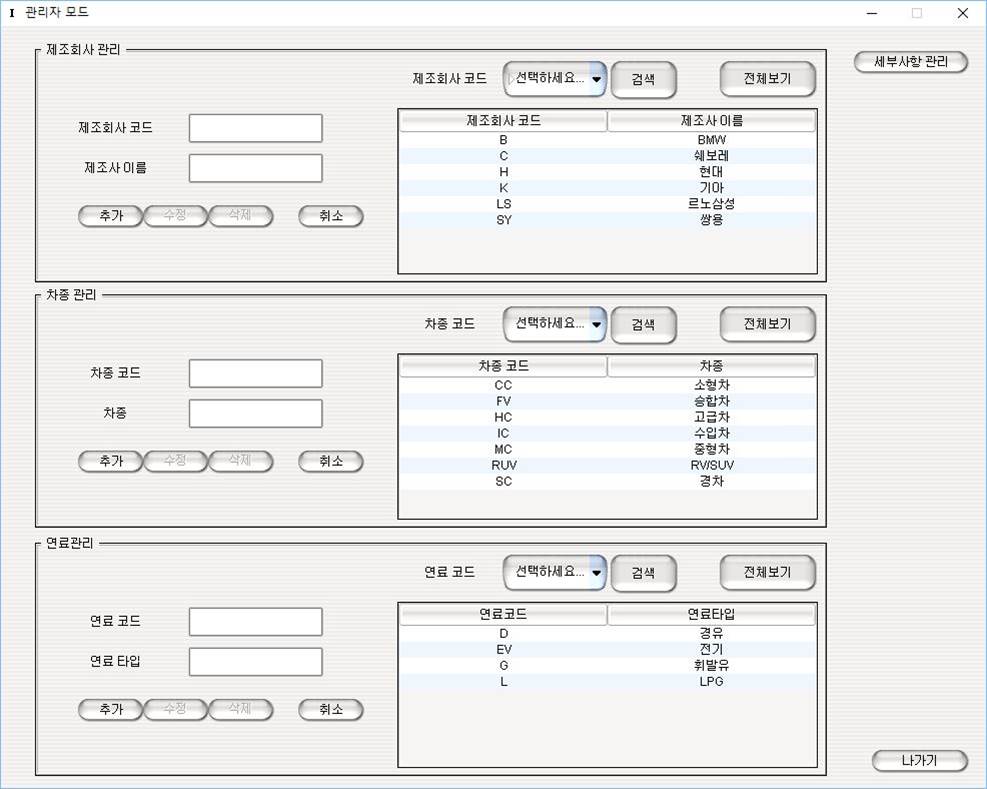 I 관리자 모드
제조회사 관리
세부사항 관리
제조회사 코드 선택하세요... 검색 전체보기
제조회사 코드 제조사 이름
제조회사 코드
제조사 이름
추가 수정 삭제 취소
B BMW
C 쉐보레
H 현대
K 기아
LS 르노삼성
SY 쌍용
차종 관리
차종 코드 선택하세요... 검색 전체보기
차종 코드 차종
차종 코드
차종
추가 수정 삭제 취소
CC 소형차
FV 승합차
HC 고급차
IC 수입차
MC 중형차
RUV RV/SUV
SC 경차
연료관리
연료 코드 선택하세요... 검색 전체보기
연료코드 연료타입
연료 코드
연료 타입
추가 수정 삭제 취소
D 경유
EV 전기
G 휘발유
L LPG
나가기